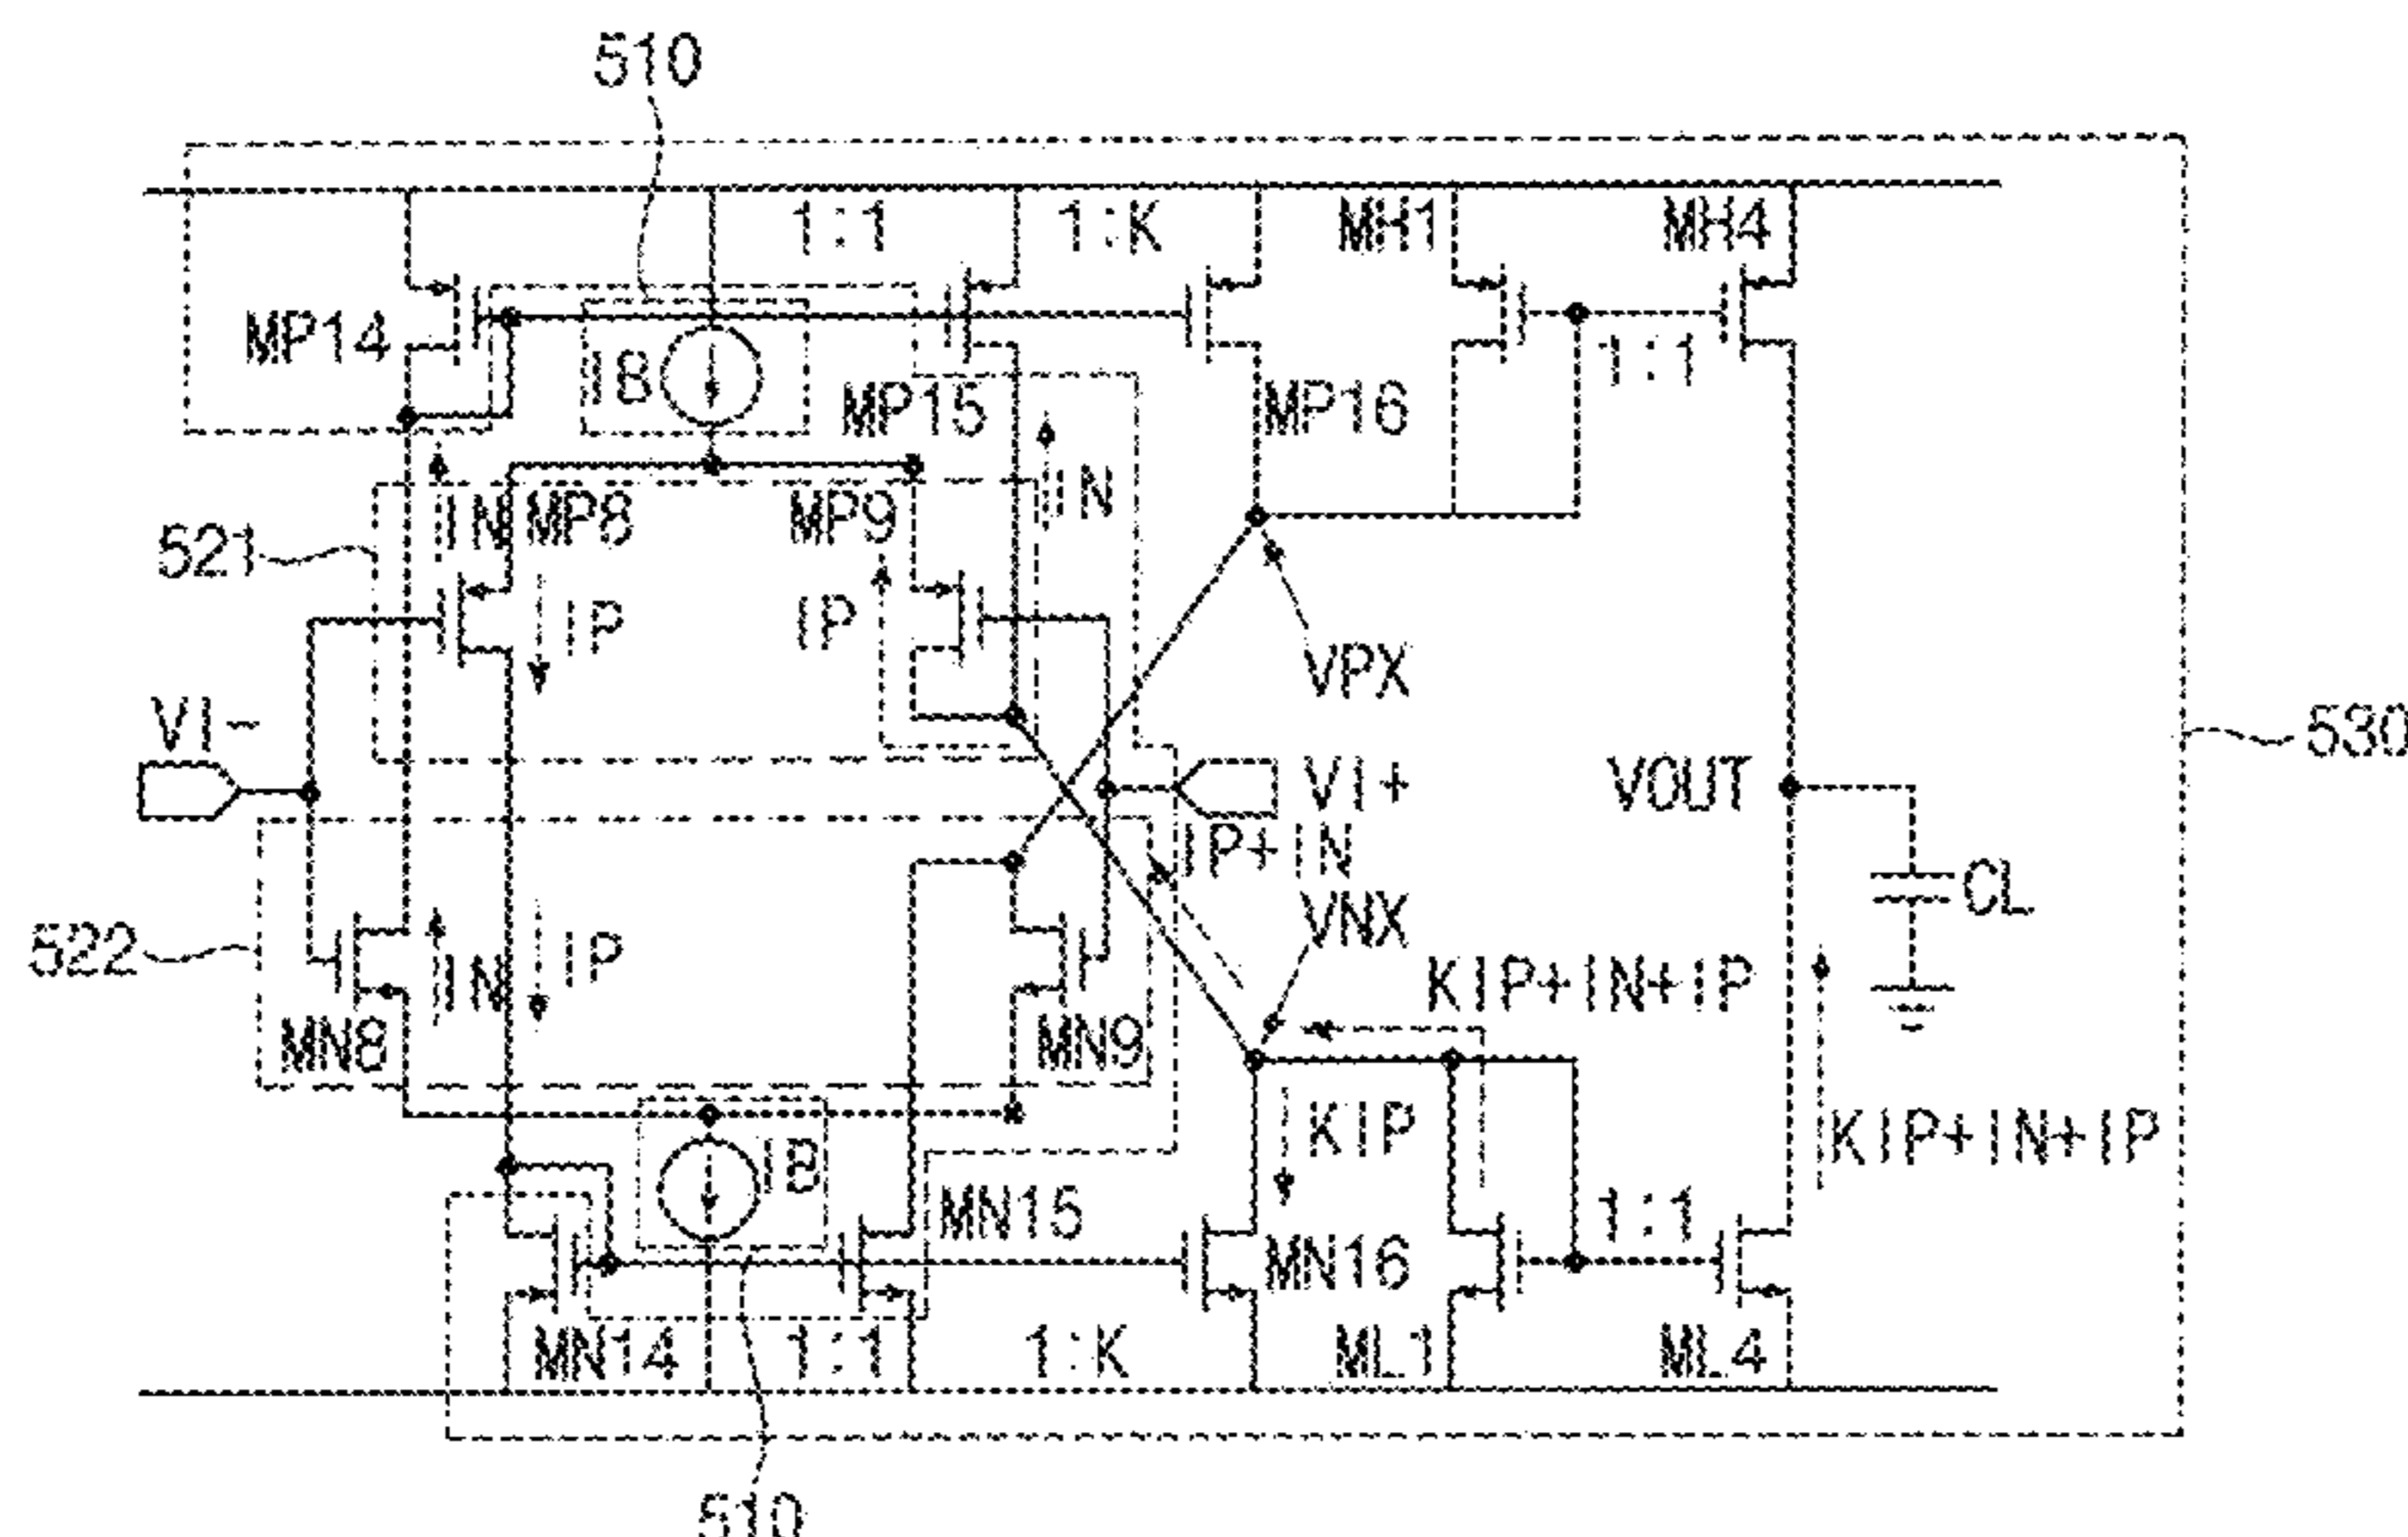 510
1:1
1:K
MH1
MH4
MP14
IB
MP15
MP16
1:1
IN
MP8
MP9
IN
521
IP
IP
VPX
VI-
VI+
VOUT
530
IP+IN
CL
522
IN
IP
VNX
KIP+IN+IP
MN8
MN9
KIP
KIP+IN+IP
IB
MN15
1:1
MN16
MN14
1:1
1:K
ML1
ML4
510